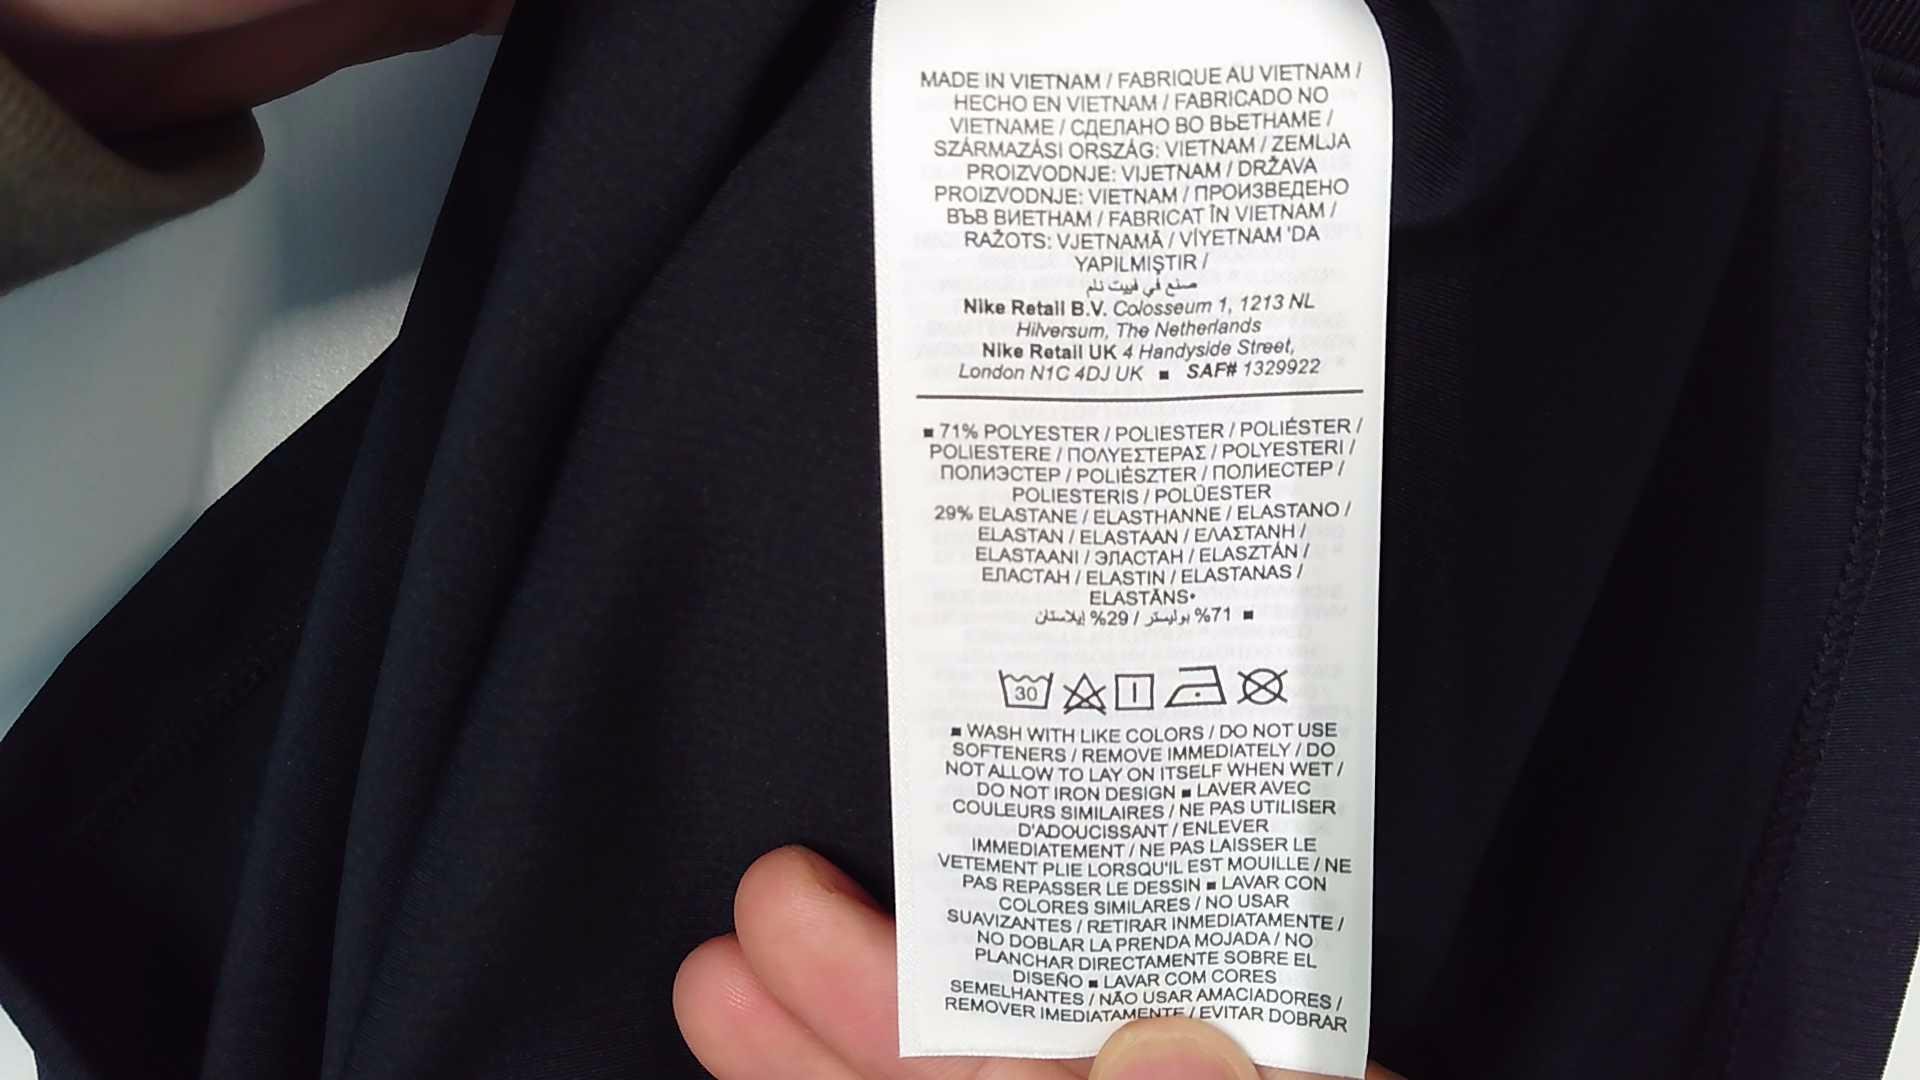 MADE IN VIETNAM / FABRIQUE AU VIETNAM /
HECHO EN VIETNAM / FABRICADO NO
VIETNAME / СДЕЛАНО ВО ВЬЕТНАМЕ /
SZÁRMAZÁSI ORSZÁG: VIETNAM / ZEMLJA
PROIZVODNJE: VIJETNAM / DRŽAVA
PROIZVODNJE: VIETNAM / ПРОИЗВЕДЕНО
ВЪВ ВИЕТНАМ / FABRICAT ÎN VIETNAM /
RAŽOTS: VJETNAMĀ / VİYETNAM 'DA
YAPILMIŞTIR /
صنع في فييت نام
Nike Retail B.V. Colosseum 1, 1213 NL
Hilversum, The Netherlands
Nike Retail UK 4 Handyside Street,
London N1C 4DJ UK ■ SAF# 1329922
■ 71% POLYESTER / POLIESTER / POLIÉSTER /
POLIESTERE / ΠΟΛΥΕΣΤΕΡΑΣ / POLYESTERI /
ПОЛИЭСТЕР / POLIÉSZTER / ПОЛИЕСТЕР /
POLIESTERIS / POLÜESTER
29% ELASTANE / ELASTHANNE / ELASTANO /
ELASTAN / ELASTAAN / ΕΛΑΣΤΑΝΗ /
ELASTAANI / ЭЛАСТАН / ELASZTÁN /
ЕЛАСТАН / ELASTIN / ELASTANAS /
ELASTĀNS•
■ 71% بوليستر / 29% إيلاستان
30
■ WASH WITH LIKE COLORS / DO NOT USE
SOFTENERS / REMOVE IMMEDIATELY / DO
NOT ALLOW TO LAY ON ITSELF WHEN WET /
DO NOT IRON DESIGN ■ LAVER AVEC
COULEURS SIMILAIRES / NE PAS UTILISER
D'ADOUCISSANT / ENLEVER
IMMEDIATEMENT / NE PAS LAISSER LE
VETEMENT PLIE LORSQU'IL EST MOUILLE / NE
PAS REPASSER LE DESSIN ■ LAVAR CON
COLORES SIMILARES / NO USAR
SUAVIZANTES / RETIRAR INMEDIATAMENTE /
NO DOBLAR LA PRENDA MOJADA / NO
PLANCHAR DIRECTAMENTE SOBRE EL
DISEÑO ■ LAVAR COM CORES
SEMELHANTES / NÃO USAR AMACIADORES /
REMOVER IMEDIATAMENTE / EVITAR DOBRAR